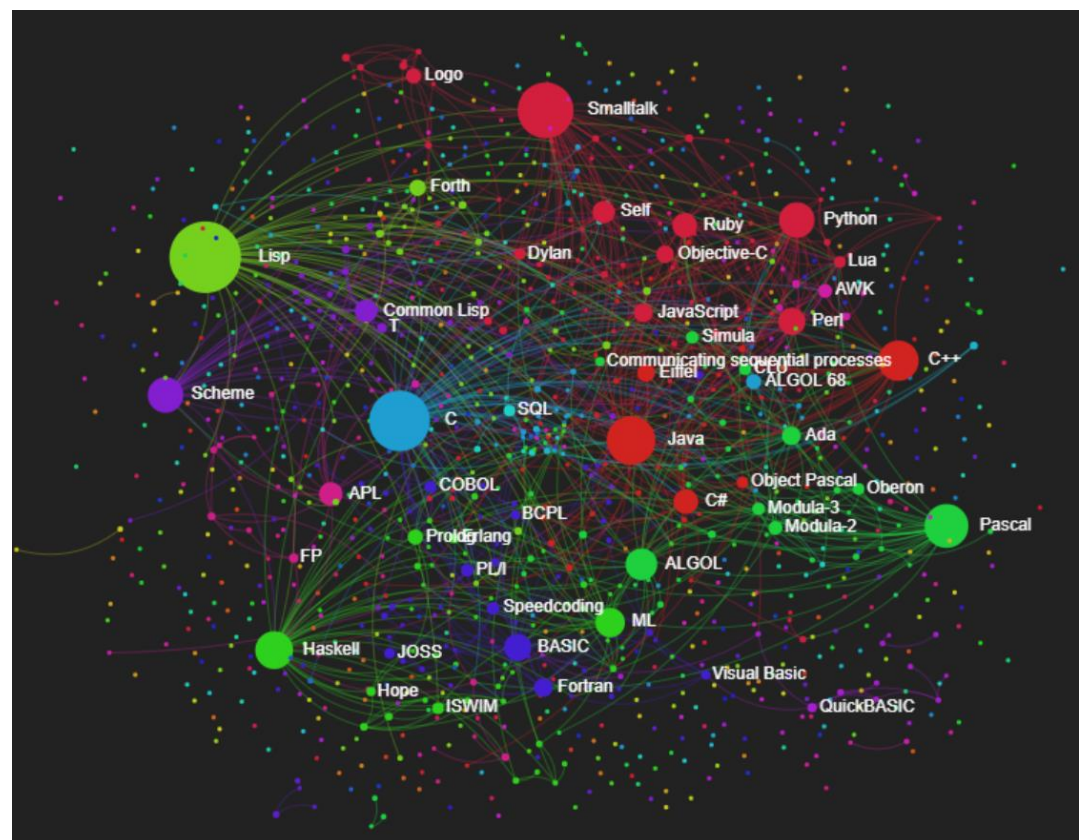 Logo
Smalltalk
Forth
Self
Python
Ruby
Lisp
Dylan
Objective-C
Lua
AWK
Common Lisp
JavaScript
Perl
T
Simula
Communicating sequential processes
C++
Eiffel
CLU
ALGOL 68
Scheme
SQL
C
Java
Ada
COBOL
Object Pascal
Oberon
APL
C#
Modula-3
BCPL
Modula-2
Pascal
Prolog
Erlang
FP
PL/I
ALGOL
Speedcoding
ML
Haskell
JOSS
BASIC
Visual Basic
Hope
Fortran
ISWIM
QuickBASIC